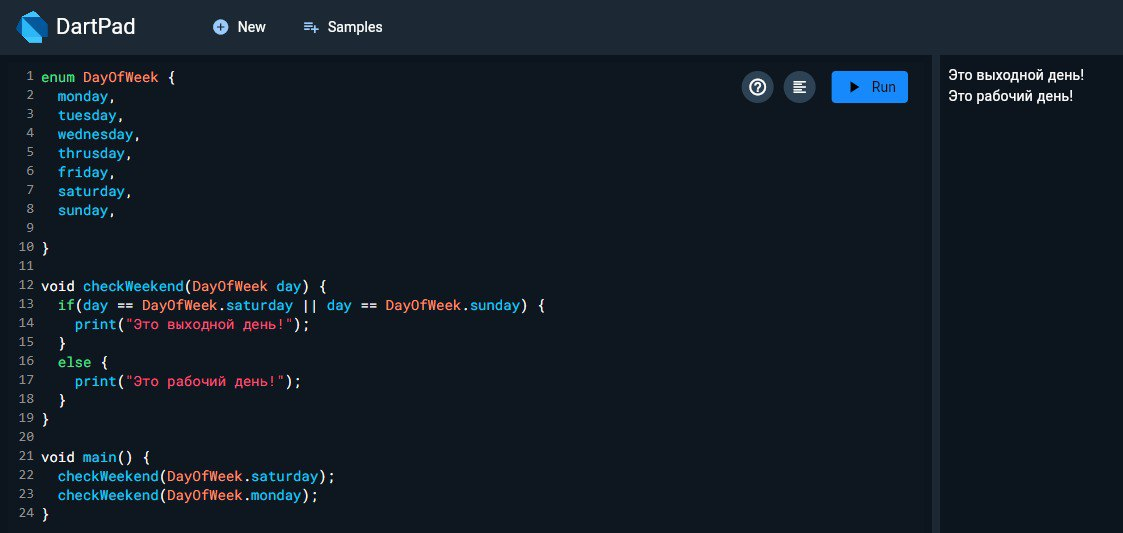 DartPad
New
Samples
Run
1 enum DayOfWeek {
2   monday,
3   tuesday,
4   wednesday,
5   thrusday,
6   friday,
7   saturday,
8   sunday,
9
10 }
11
12 void checkWeekend(DayOfWeek day) {
13   if(day == DayOfWeek.saturday || day == DayOfWeek.sunday) {
14     print("Это выходной день!");
15   }
16   else {
17     print("Это рабочий день!");
18   }
19 }
20
21 void main() {
22   checkWeekend(DayOfWeek.saturday);
23   checkWeekend(DayOfWeek.monday);
24 }
Это выходной день!
Это рабочий день!